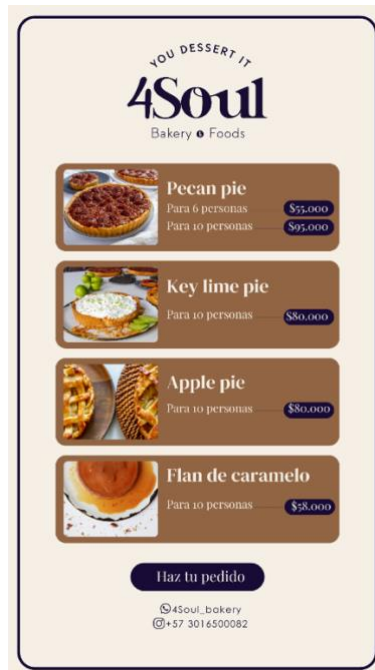 YOU DESSERT IT
4Soul
Bakery & Foods
Pecan pie
Para 6 personas $55.000
Para 10 personas $95.000
Key lime pie
Para 10 personas $80.000
Apple pie
Para 10 personas $80.000
Flan de caramelo
Para 10 personas $58.000
Haz tu pedido
4Soul_bakery
+57 3016500082